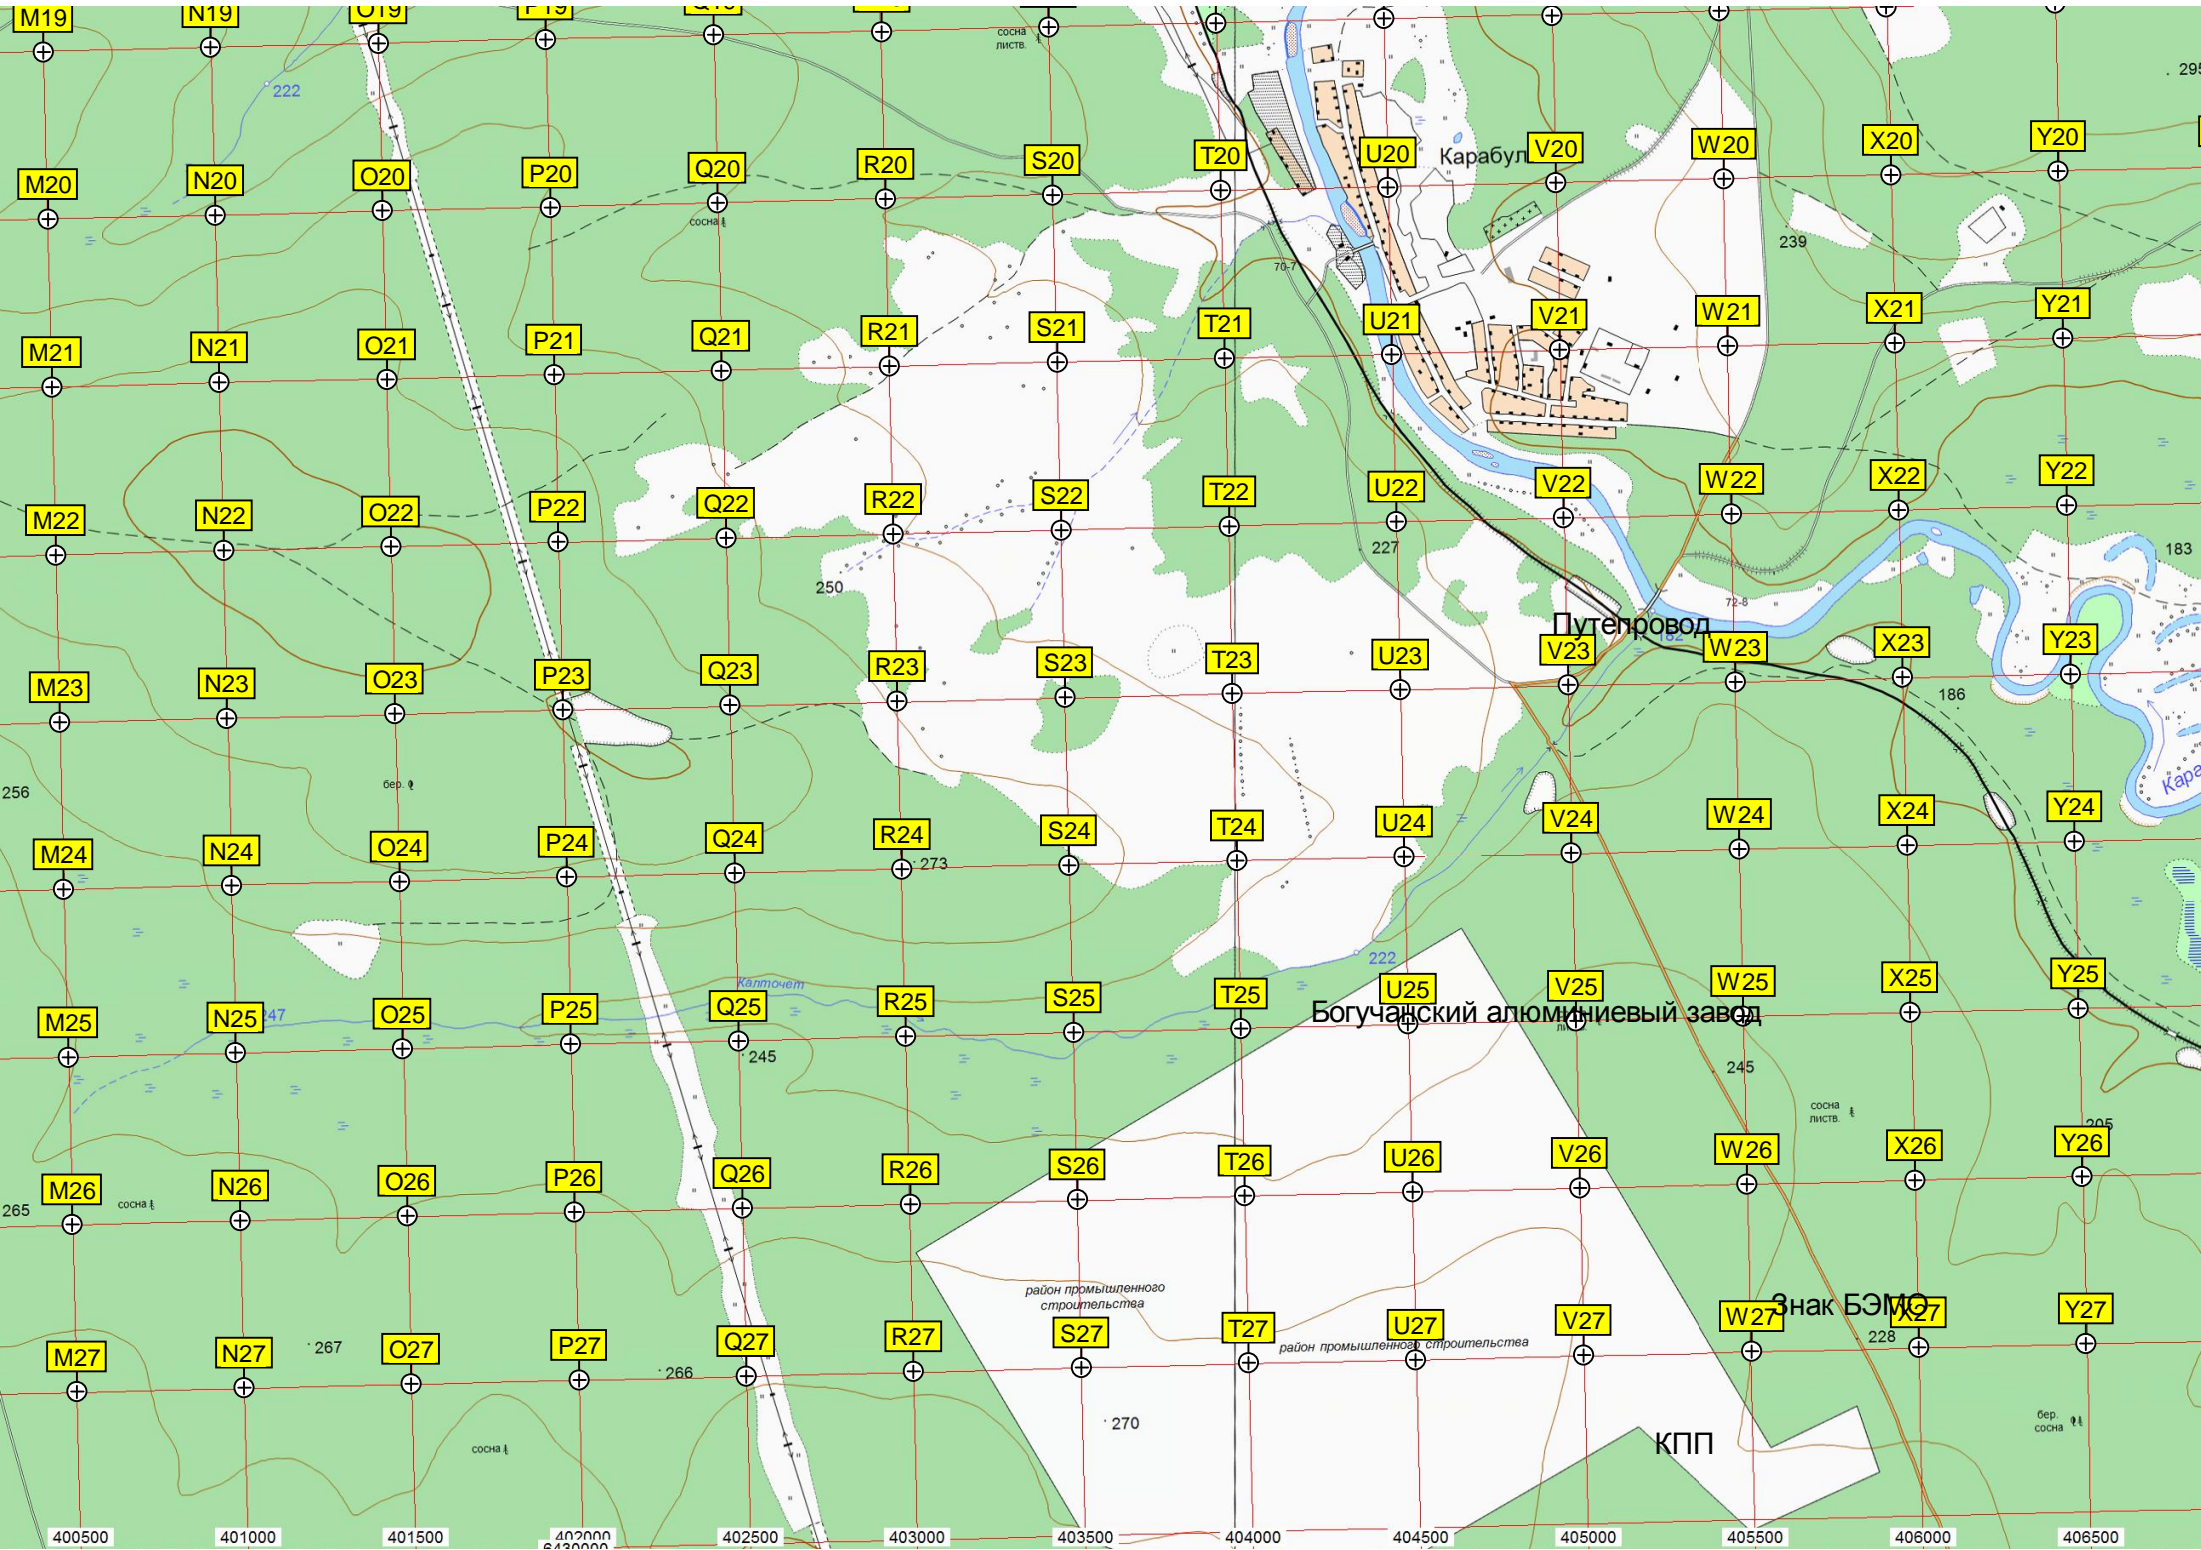 M19 N19 O19 P19
сосна
листв.
222
295
M20 N20 O20 P20 Q20 R20 S20 T20 U20 Карабул V20 W20 X20 Y20
сосна
239
70-7
M21 N21 O21 P21 Q21 R21 S21 T21 U21 V21 W21 X21 Y21
M22 N22 O22 P22 Q22 R22 S22 T22 U22 V22 W22 X22 Y22
227
183
250
72-8
Путепровод
182
M23 N23 O23 P23 Q23 R23 S23 T23 U23 V23 W23 X23 Y23
186
бер.
256
Кара
M24 N24 O24 P24 Q24 R24 S24 T24 U24 V24 W24 X24 Y24
273
222
Калточет
M25 N25 247 O25 P25 Q25 R25 S25 T25 U25 V25 W25 X25 Y25
Богучанский алюминиевый завод
245
245
сосна
листв.
205
M26 N26 O26 P26 Q26 R26 S26 T26 U26 V26 W26 X26 Y26
265
сосна
район промышленного
строительства
Знак БЭМО
M27 N27 O27 P27 Q27 R27 S27 T27 U27 V27 W27 X27 Y27
267
266
228
район промышленного строительства
270
бер.
сосна
КПП
сосна
400500 401000 401500 402000 402500 403000 403500 404000 404500 405000 405500 406000 406500
6430000